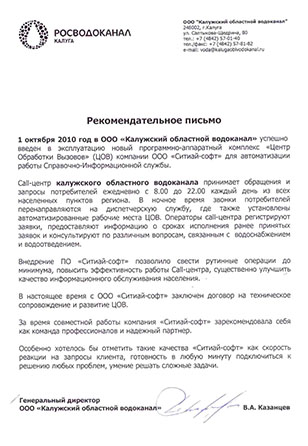 РОСВОДОКАНАЛ
КАЛУГА
ООО "Калужский областной водоканал"
248002, г.Калуга
ул. Салтыкова-Щедрина, 80
тел.: +7 (4842) 57-01-40
тел./факс: +7 (4842) 57-81-82
e-mail: voda@kalugaoblvodokanal.ru
Рекомендательное письмо
1 октября 2010 год в ООО «Калужский областной водоканал» успешно
введен в эксплуатацию новый программно-аппаратный комплекс «Центр
Обработки Вызовов» (ЦОВ) компании ООО «Ситиай-софт» для автоматизации
работы Справочно-Информационной службы.
Call-центр калужского областного водоканала принимает обращения и
запросы потребителей ежедневно с 8.00 до 22.00 каждый день из всех
населенных пунктов региона. В ночное время звонки потребителей
перенаправляются на диспетчерскую службу, где также установлены
автоматизированные рабочие места ЦОВ. Операторы call-центра регистрируют
заявки, предоставляют информацию о сроках исполнения ранее принятых
заявок и консультируют по различным вопросам, связанным с водоснабжением
и водоотведением.
Внедрение ПО «Ситиай-софт» позволило свести рутинные операции до
минимума, повысить эффективность работы Call-центра, существенно улучшить
качество информационного обслуживания населения.
В настоящее время с ООО «Ситиай-софт» заключен договор на техническое
сопровождение и развитие ЦОВ.
За время совместной работы компания «Ситиай-софт» зарекомендовала себя
как команда профессионалов и надежный партнер.
Особенно хотелось бы отметить такие качества «Ситиай-софт» как скорость
реакции на запросы клиента, готовность в любую минуту подключиться к
решению любых проблем, умение решать сложные задачи.
Генеральный директор
ООО «Калужский областной водоканал» В.А. Казанцев